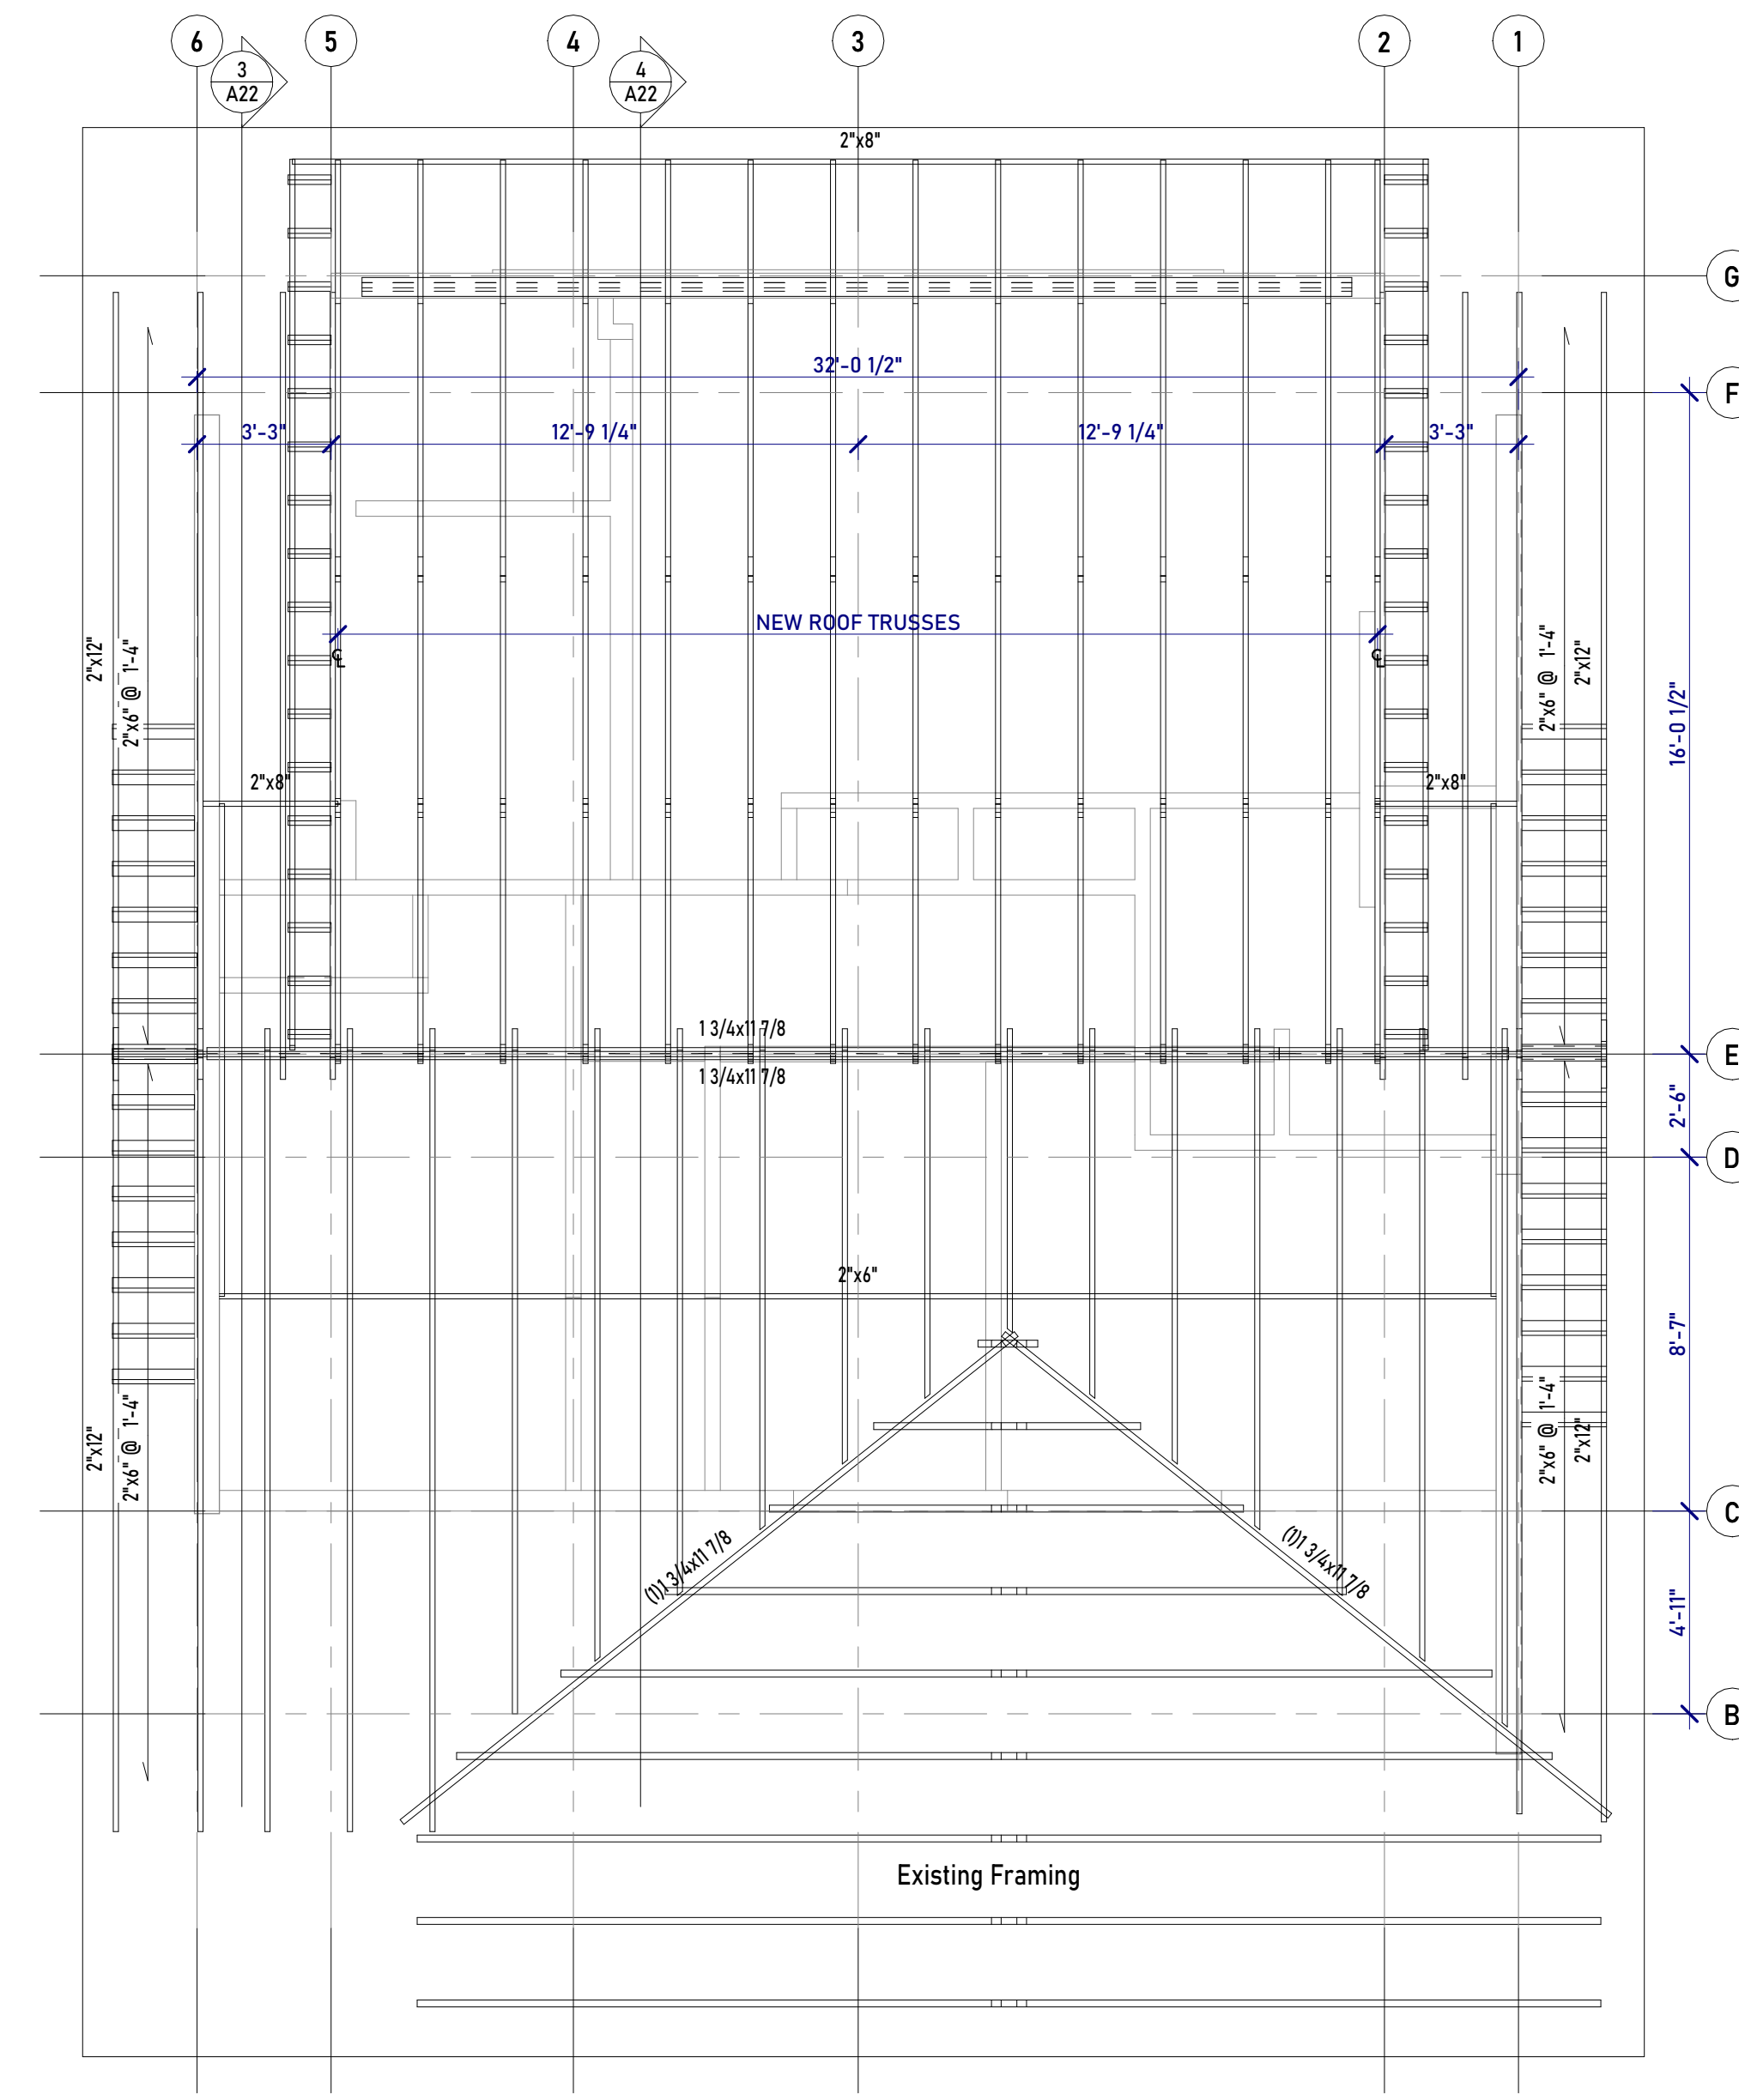 6
5
4
3
2
1
3
A22
4
A22
2"x8"
G
32'-0 1/2"
F
3'-3"
12'-9 1/4"
12'-9 1/4"
3'-3"
NEW ROOF TRUSSES
℄
℄
2"x12"
2"x6" @ 1'-4"
2"x6" @ 1'-4"
2"x12"
16'-0 1/2"
2"x8"
2"x8"
1 3/4x11 7/8
E
1 3/4x11 7/8
2'-6"
D
2"x6"
8'-7"
2"x12"
2"x6" @ 1'-4"
2"x6" @ 1'-4"
2"x12"
C
(1)1 3/4x11 7/8
(1)1 3/4x11 7/8
4'-11"
B
Existing Framing